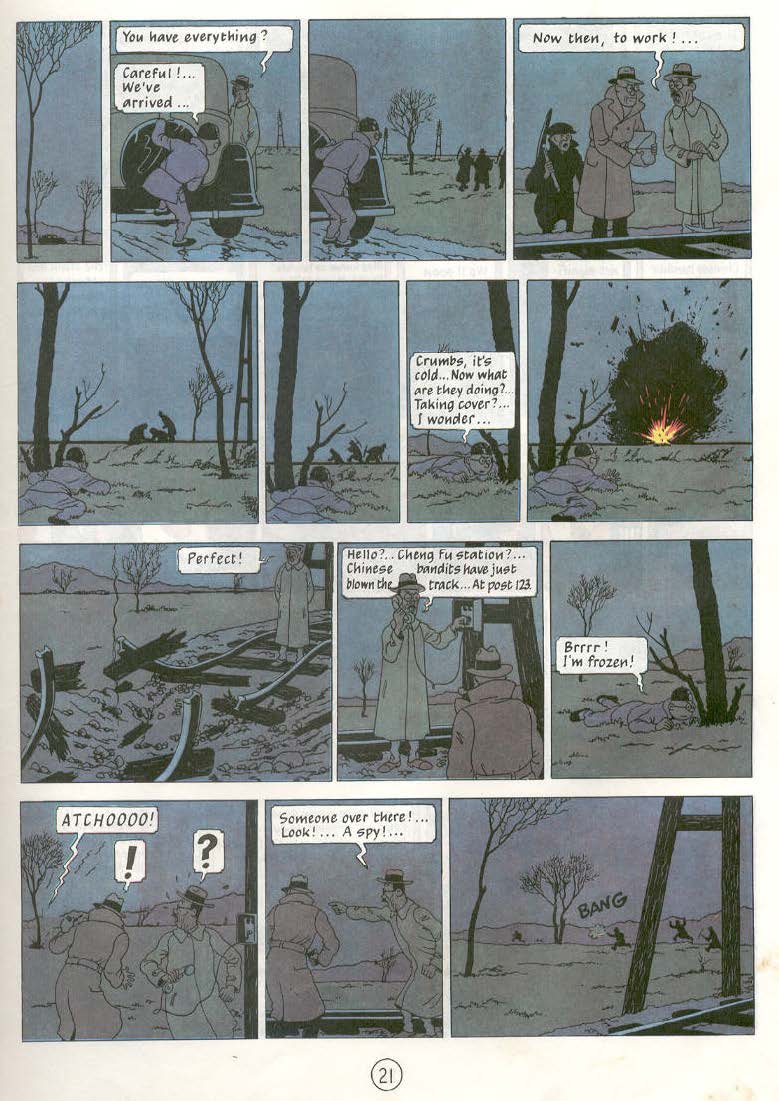 You have everything ?
Careful !...
We've
arrived ...
Now then, to work ! ...
Crumbs, it's
cold... Now what
are they doing?..
Taking cover?...
I wonder...
Perfect!
Hello?... Cheng Fu station?...
Chinese bandits have just
blown the track... At post 123.
Brrrr !
I'm frozen!
ATCHOOOO!
!
?
Someone over there!...
Look!... A spy!...
BANG
21